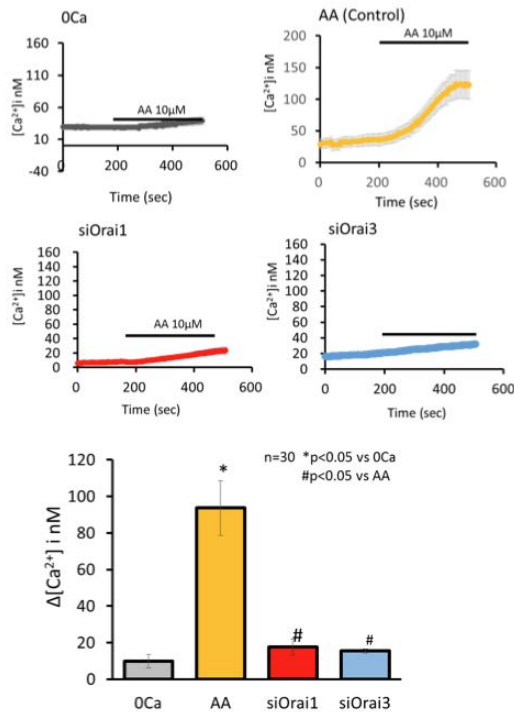 0Ca
[Ca²⁺]i nM
160
110
60
10
-40
AA 10μM
0
200
400
600
Time (sec)
AA (Control)
[Ca²⁺]i nM
200
150
100
50
0
AA 10μM
0
200
400
600
Time (sec)
siOrai1
[Ca²⁺]i nM
160
140
120
100
80
60
40
20
0
AA 10μM
0
200
400
600
Time (sec)
siOrai3
[Ca²⁺]i nM
160
140
120
100
80
60
40
20
0
0
200
400
600
Time (sec)
n=30 *p<0.05 vs 0Ca
#p<0.05 vs AA
Δ[Ca²⁺] i nM
120
100
80
60
40
20
0
*
#
#
0Ca
AA
siOrai1
siOrai3